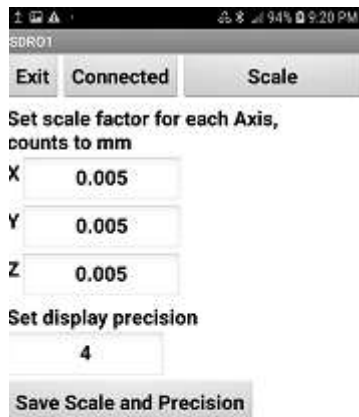 94% 9:20 PM
SDRO1
Exit Connected Scale
Set scale factor for each Axis,
counts to mm
X 0.005
Y 0.005
Z 0.005
Set display precision
4
Save Scale and Precision